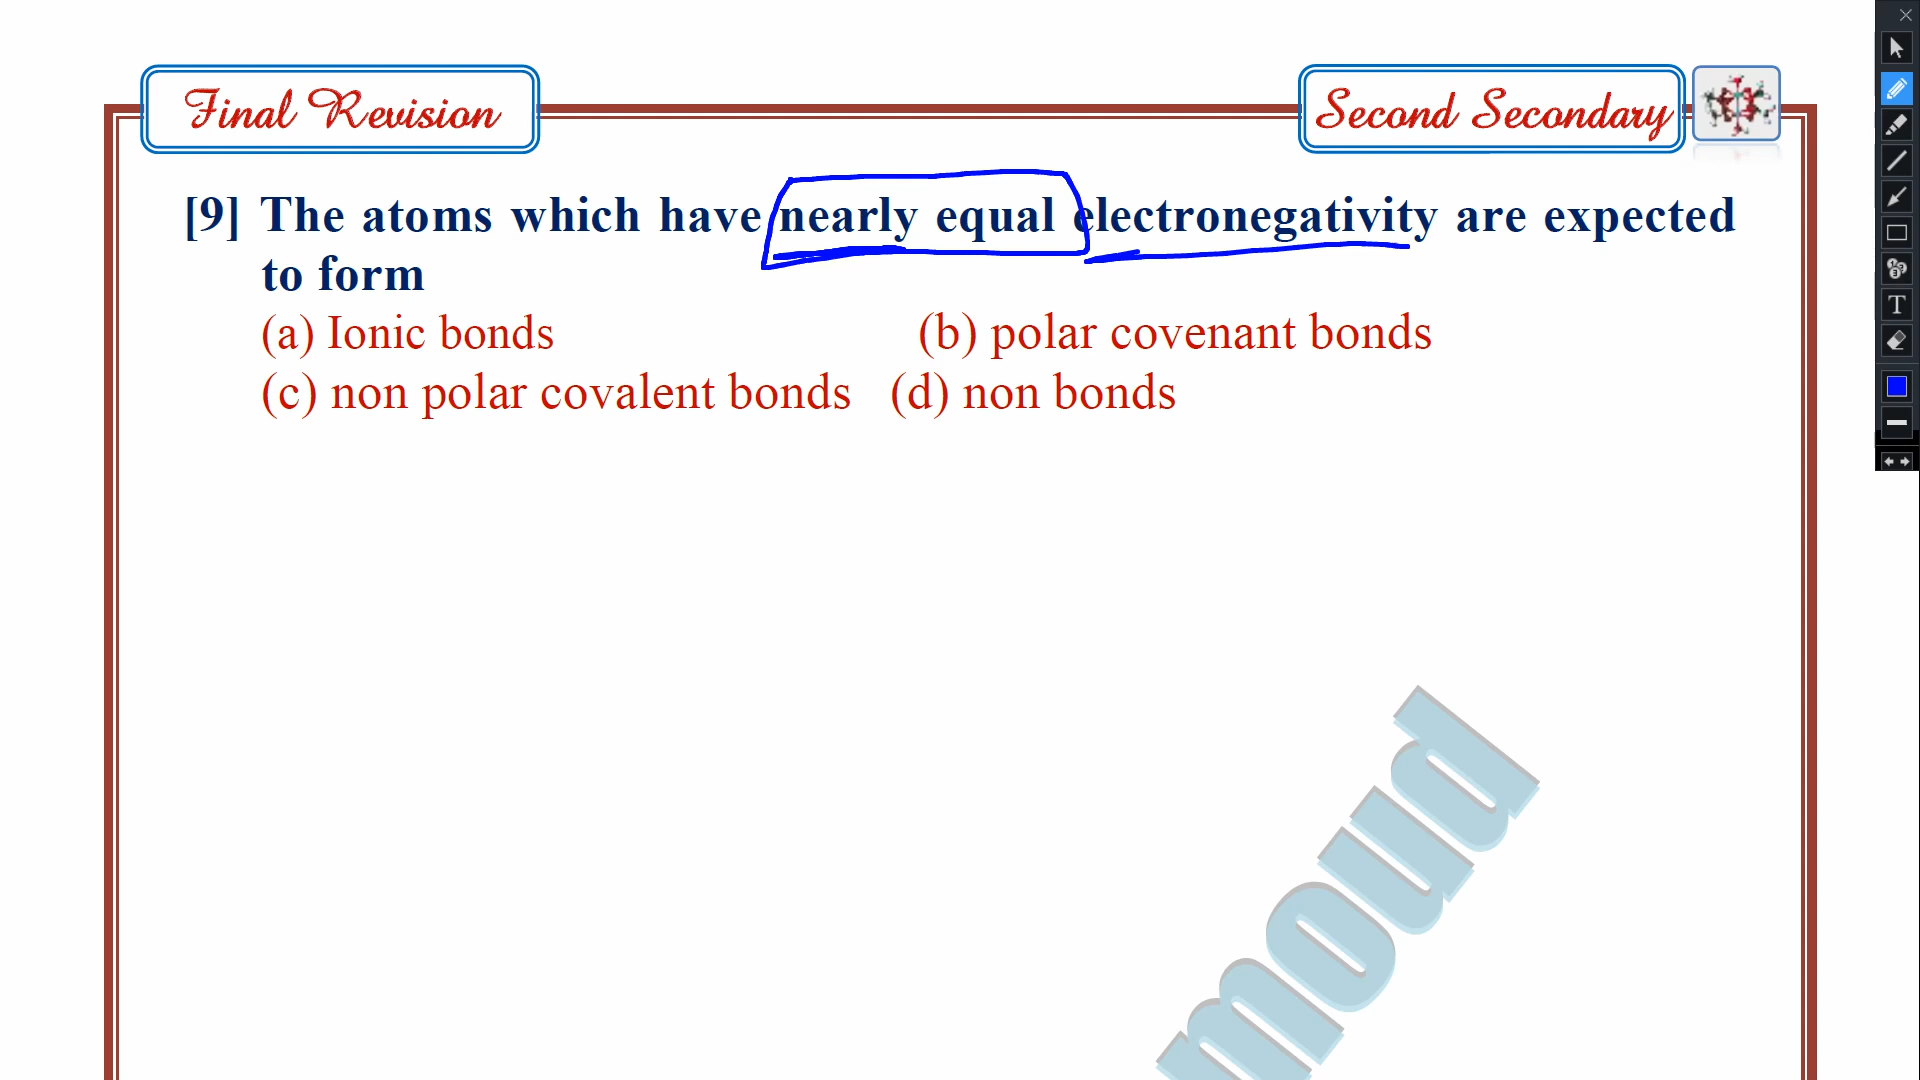 Final Revision
Second Secondary
[9] The atoms which have nearly equal electronegativity are expected
to form
(a) Ionic bonds (b) polar covenant bonds
(c) non polar covalent bonds (d) non bonds
moud